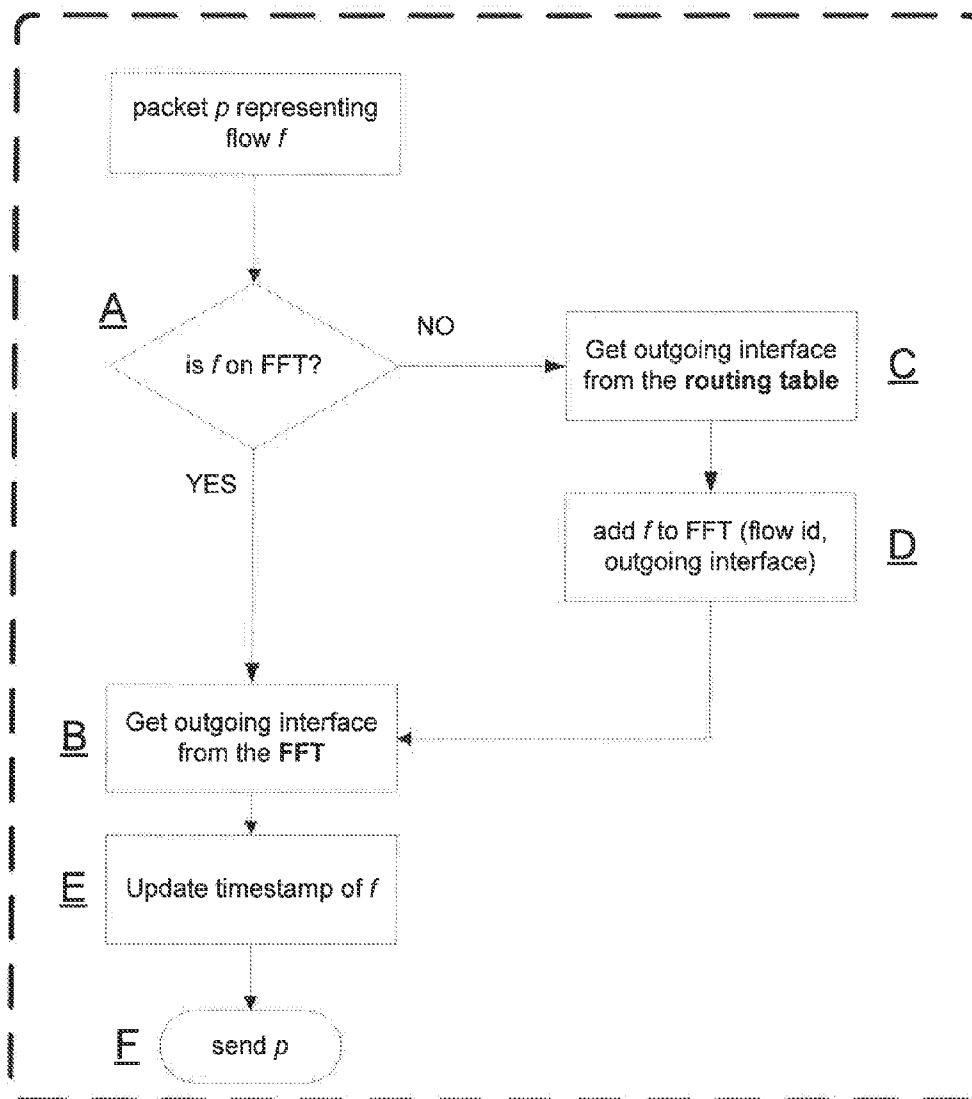 packet p representing
flow f
A
is f on FFT?
NO
YES
Get outgoing interface
from the routing table
C
add f to FFT (flow id,
outgoing interface)
D
B
Get outgoing interface
from the FFT
E
Update timestamp of f
F
send p